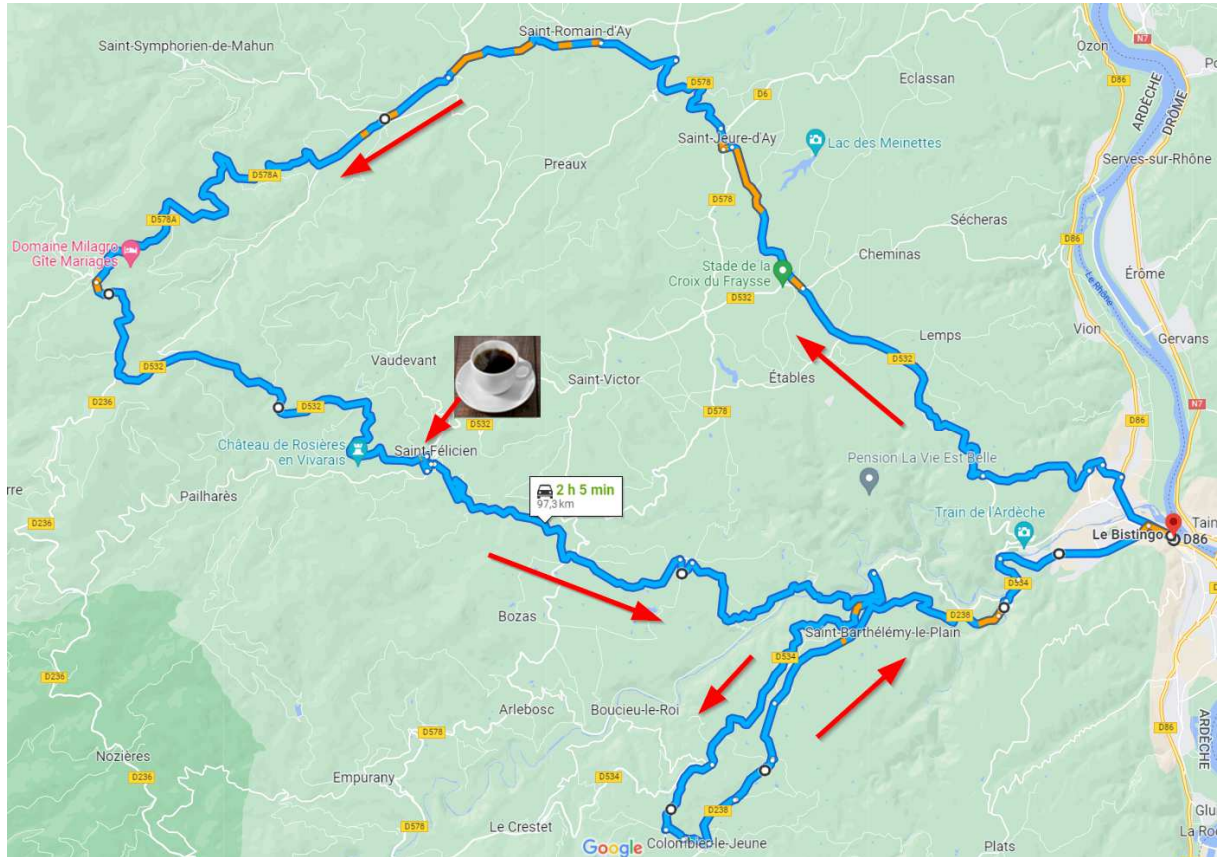 Saint-Romain-d'Ay
Saint-Symphorien-de-Mahun
N7
Ozon
D86
Eclassan
D578
D6
ARDÈCHE
DRÔME
Saint-Jeure-d'Ay
Lac des Meinettes
Preaux
Serves-sur-Rhône
D578A
D578
D578A
Sécheras
Domaine Milagro
Gîte Mariages
D86
Cheminas
Stade de la
Croix du Fraysse
Érôme
Le Rhône
D532
Lemps
Vion
Gervans
D532
Vaudevant
D532
Saint-Victor
Étables
D236
D532
D578
N7
D86
D532
Château de Rosières
en Vivarais
Saint-Félicien
Pension La Vie Est Belle
2 h 5 min
97,3 km
Pailharès
D236
Train de l'Ardèche
Le Bistingo
D86
Tain
D534
Bozas
D238
Saint-Barthélémy-le-Plain
D534
D236
Arlebosc
Boucieu-le-Roi
D578
D86
ARDÈCHE
Nozières
D236
Empurany
D534
D238
Le Crestet
D578
Google
Colombier-le-Jeune
Plats
La Ro